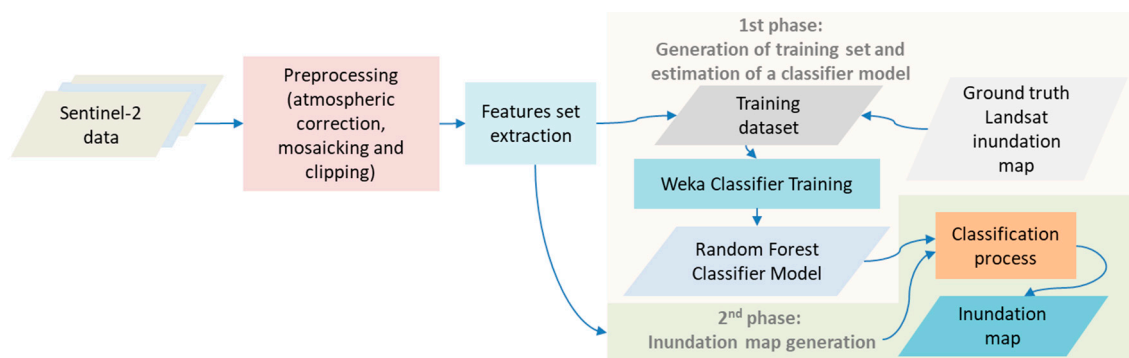 Sentinel-2
data
Preprocessing
(atmospheric
correction,
mosaicking and
clipping)
Features set
extraction
1st phase:
Generation of training set and
estimation of a classifier model
Training
dataset
Ground truth
Landsat
inundation
map
Weka Classifier Training
Random Forest
Classifier Model
Classification
process
2nd phase:
Inundation map generation
Inundation
map